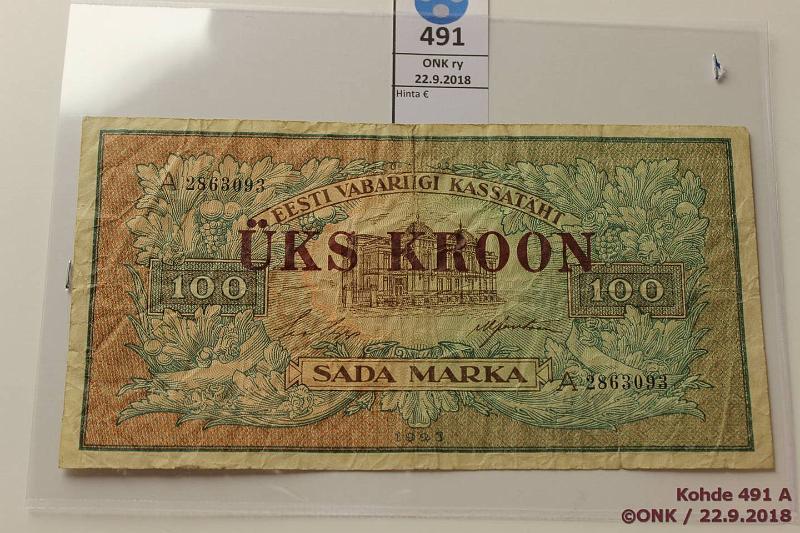 491
ONK ry
22.9.2018
Hinta €
A 2863093
EESTI VABARIIGI KASSATÄHT
ÜKS KROON
100
100
SADA MARKA
A 2863093
1923
Kohde 491 A
©ONK / 22.9.2018